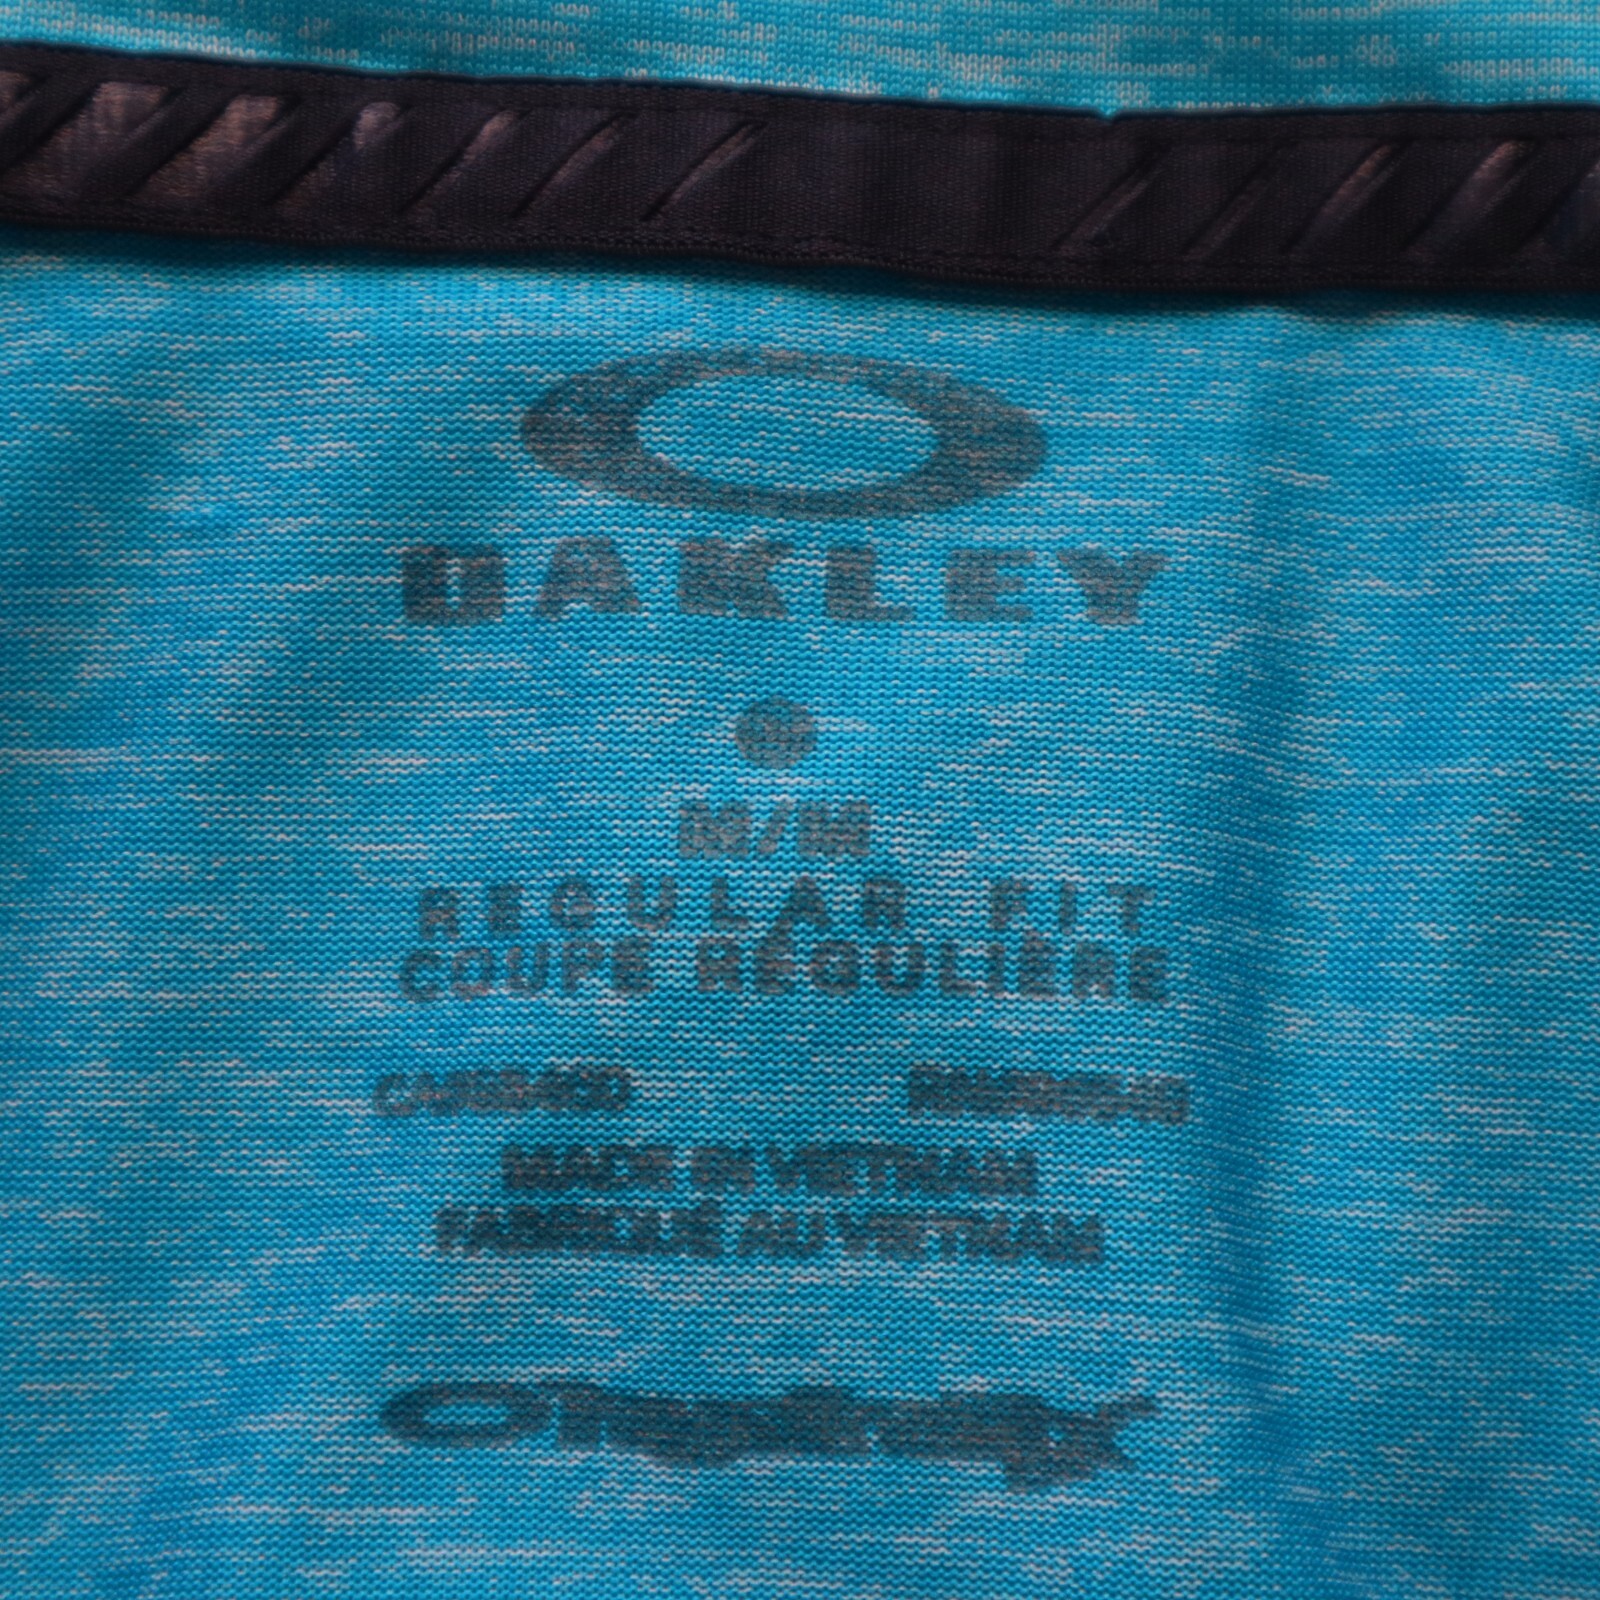 OAKLEY
M/M
REGULAR FIT
COUPE RÉGULIÈRE
MADE IN VIETNAM
FABRIQUÉ AU VIETNAM